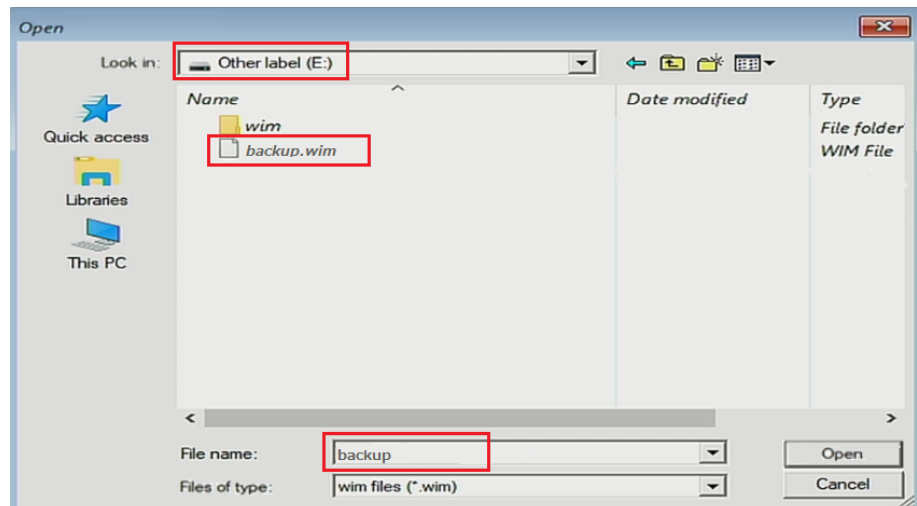 Open
Look in:
Other label (E:)
Name
Date modified
Type
wim
File folder
backup.wim
WIM File
Quick access
Libraries
This PC
File name:
backup
Open
Files of type:
wim files (*.wim)
Cancel